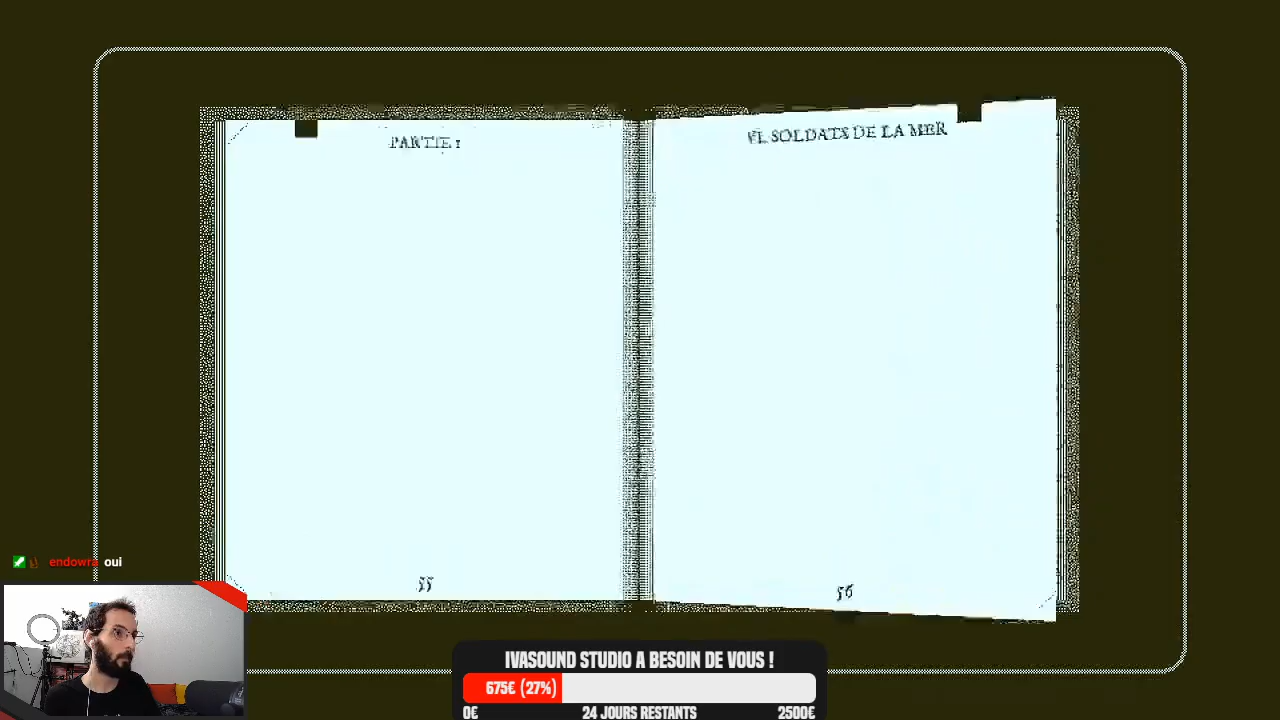 PARTIE 1
VI. SOLDATS DE LA MER
55
56
endowra oui
IVASOUND STUDIO A BESOIN DE VOUS !
675€ (27%)
0€ 24 JOURS RESTANTS 2500€